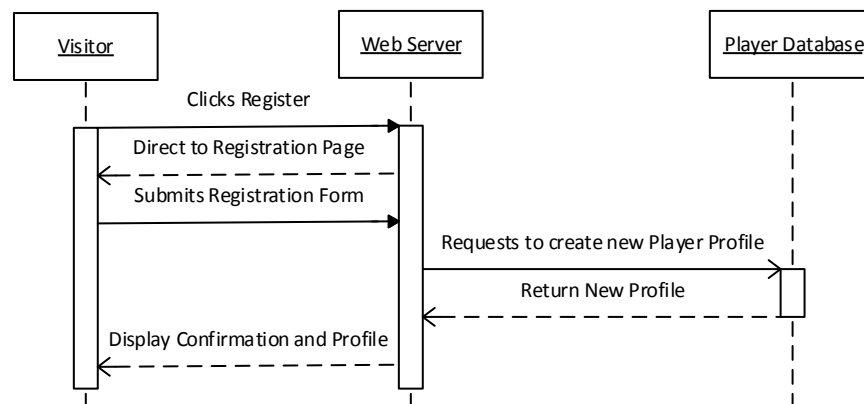 Visitor
Web Server
Player Database
Clicks Register
Direct to Registration Page
Submits Registration Form
Requests to create new Player Profile
Return New Profile
Display Confirmation and Profile